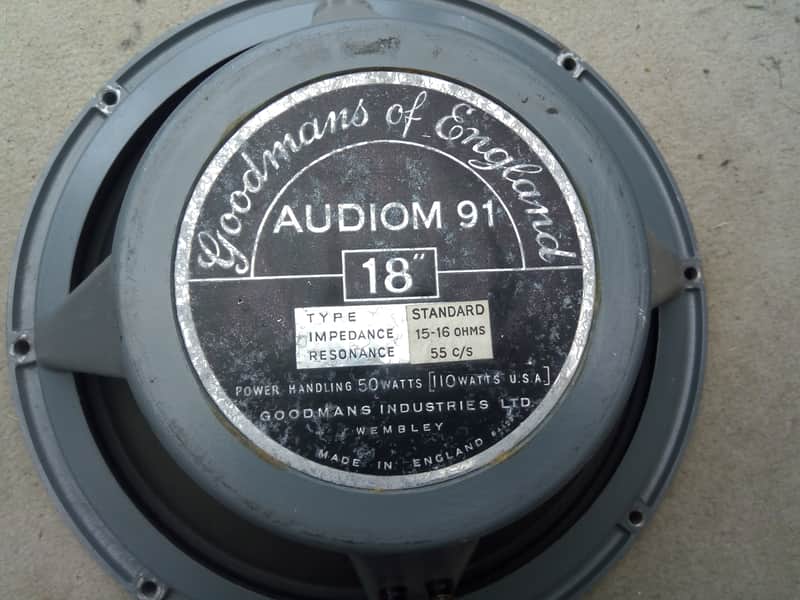 Goodmans of England
AUDIOM 91
18"
TYPE STANDARD
IMPEDANCE 15-16 OHMS
RESONANCE 55 C/S
POWER HANDLING 50 WATTS [110 WATTS U.S.A.]
GOODMANS INDUSTRIES LTD.
WEMBLEY
MADE IN ENGLAND